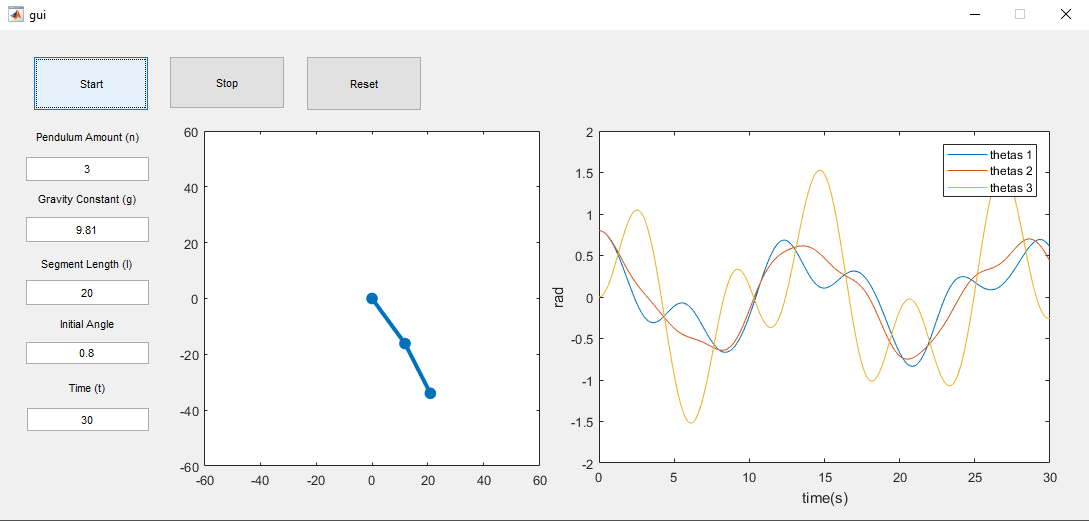 gui
Start
Stop
Reset
Pendulum Amount (n)
3
Gravity Constant (g)
9.81
Segment Length (l)
20
Initial Angle
0.8
Time (t)
30
60
40
20
0
-20
-40
-60
-60
-40
-20
0
20
40
60
2
1.5
1
0.5
0
-0.5
-1
-1.5
-2
rad
thetas 1
thetas 2
thetas 3
0
5
10
15
20
25
30
time(s)